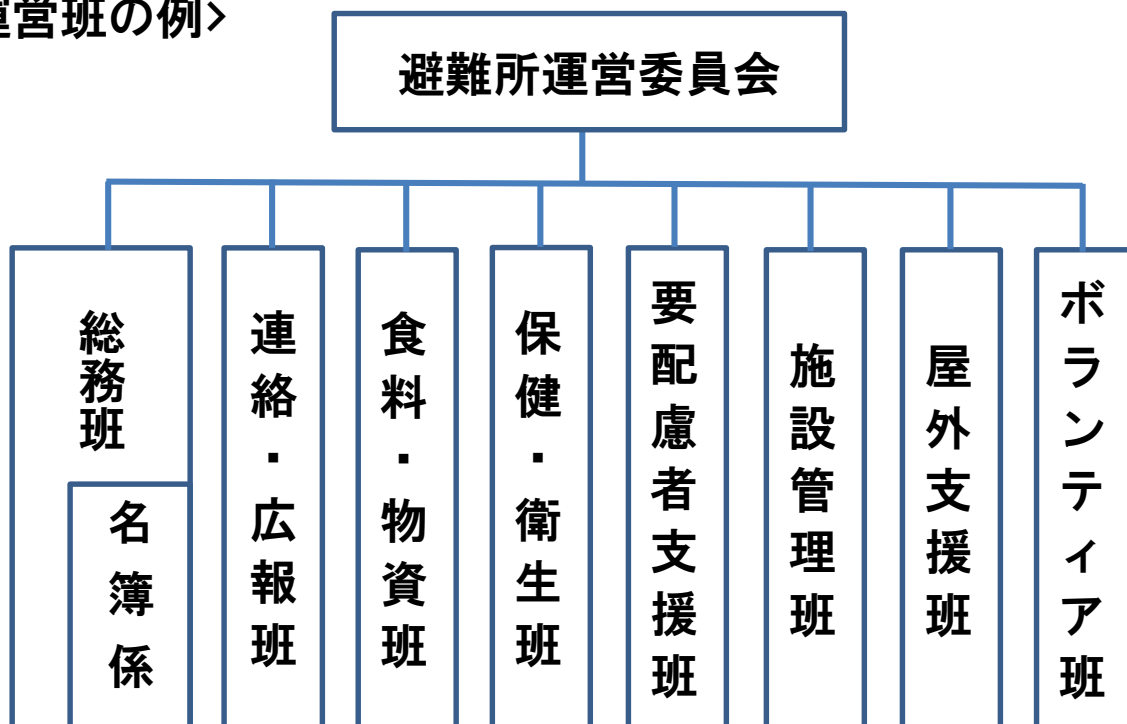 営班の例>
避難所運営委員会
総務班
名簿係
連絡・広報班
食料・物資班
保健・衛生班
要配慮者支援班
施設管理班
屋外支援班
ボランティア班